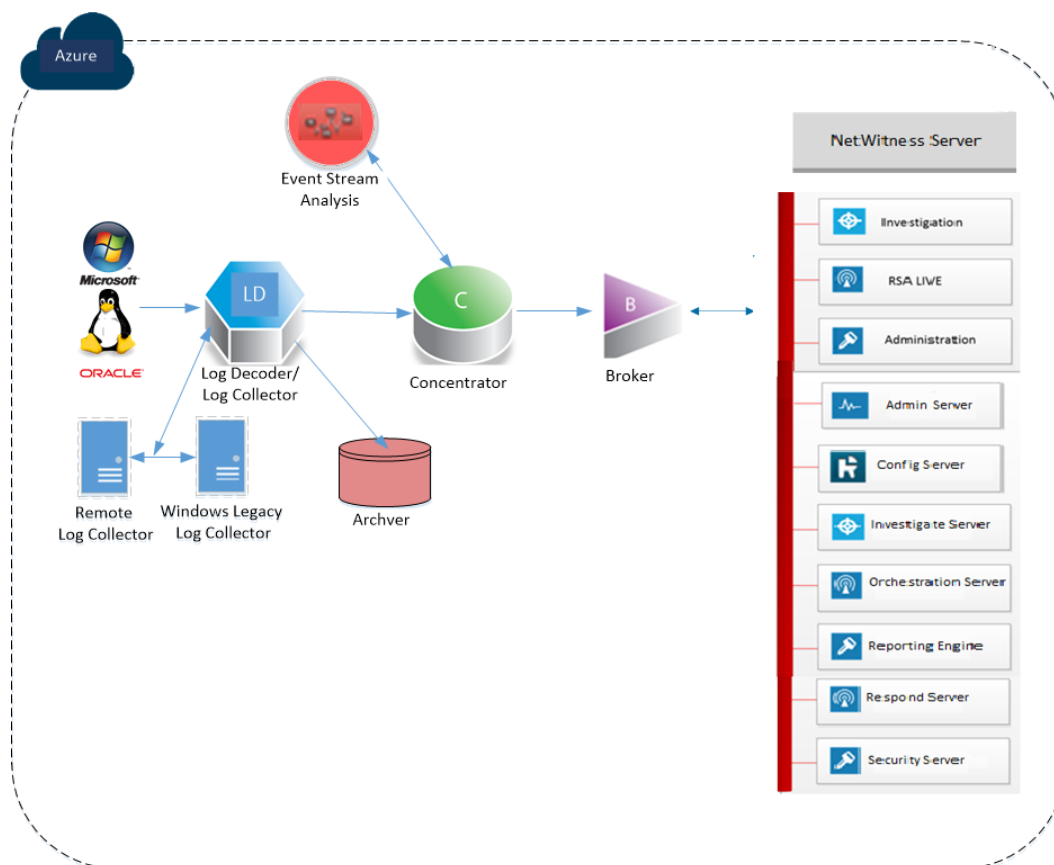 Azure
Event Stream
Analysis
Microsoft
ORACLE
LD
Log Decoder/
Log Collector
C
Concentrator
B
Broker
Remote
Log Collector
Windows Legacy
Log Collector
Archver
NetWitness Server
Investigation
RSA LIVE
Administration
Admin Server
Config Server
Investigate Server
Orchestration Server
Reporting Engine
Respond Server
Security Server